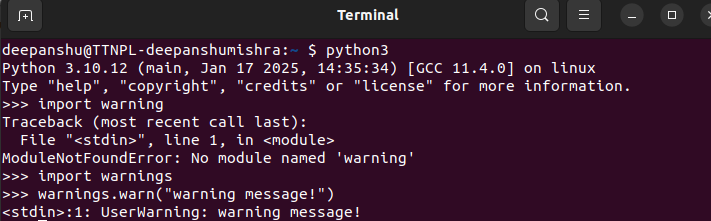 Terminal
deepanshu@TTNPL-deepanshumishra:~ $ python3
Python 3.10.12 (main, Jan 17 2025, 14:35:34) [GCC 11.4.0] on linux
Type "help", "copyright", "credits" or "license" for more information.
>>> import warning
Traceback (most recent call last):
  File "<stdin>", line 1, in <module>
ModuleNotFoundError: No module named 'warning'
>>> import warnings
>>> warnings.warn("warning message!")
<stdin>:1: UserWarning: warning message!